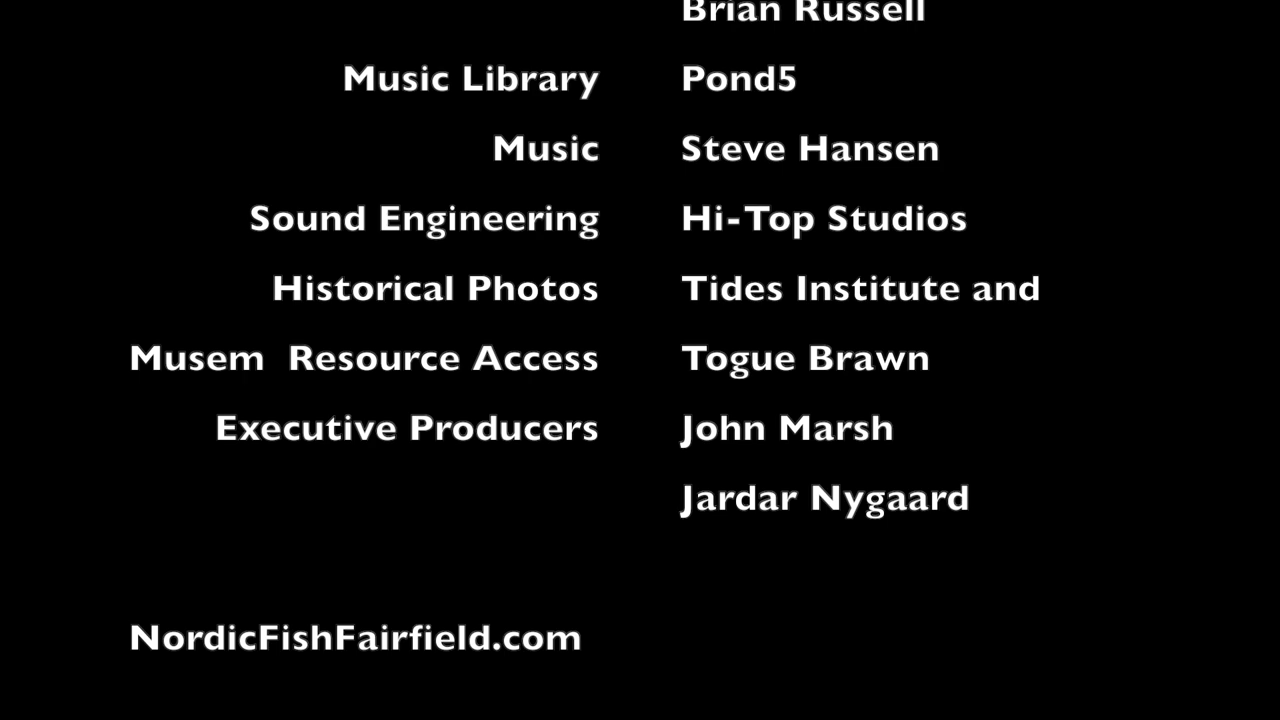 Brian Russell
Music Library Pond5
Music Steve Hansen
Sound Engineering Hi-Top Studios
Historical Photos Tides Institute and
Musem  Resource Access Togue Brawn
Executive Producers John Marsh
Jardar Nygaard
NordicFishFairfield.com